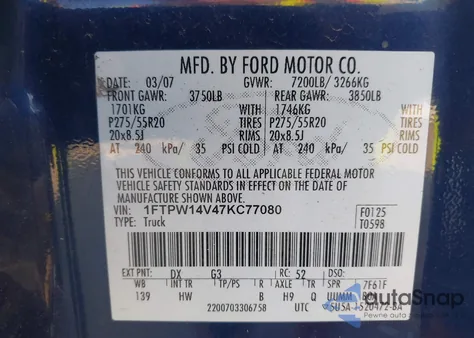 MFD. BY FORD MOTOR CO.
DATE: 03/07 GVWR: 7200LB/ 3266KG
FRONT GAWR: 3750LB REAR GAWR: 3850LB
1701KG WITH 1746KG WITH
P275/55R20 TIRES P275/55R20 TIRES
20x8.5J RIMS 20x8.5J RIMS
AT 240 kPa/ 35 PSI COLD AT 240 kPa/ 35 PSI COLD
THIS VEHICLE CONFORMS TO ALL APPLICABLE FEDERAL MOTOR
VEHICLE SAFETY STANDARDS IN EFFECT ON THE DATE OF
MANUFACTURE SHOWN ABOVE.
VIN: 1FTPW14V47KC77080 F0125
TYPE: Truck T0598
EXT PNT: DX G3 RC: 52 DSO:
WB INT TR TP/PS R AXLE TR SPR 7F61F
139 HW B H9 Q UUMM
2200703306758 UTC
autoSnap